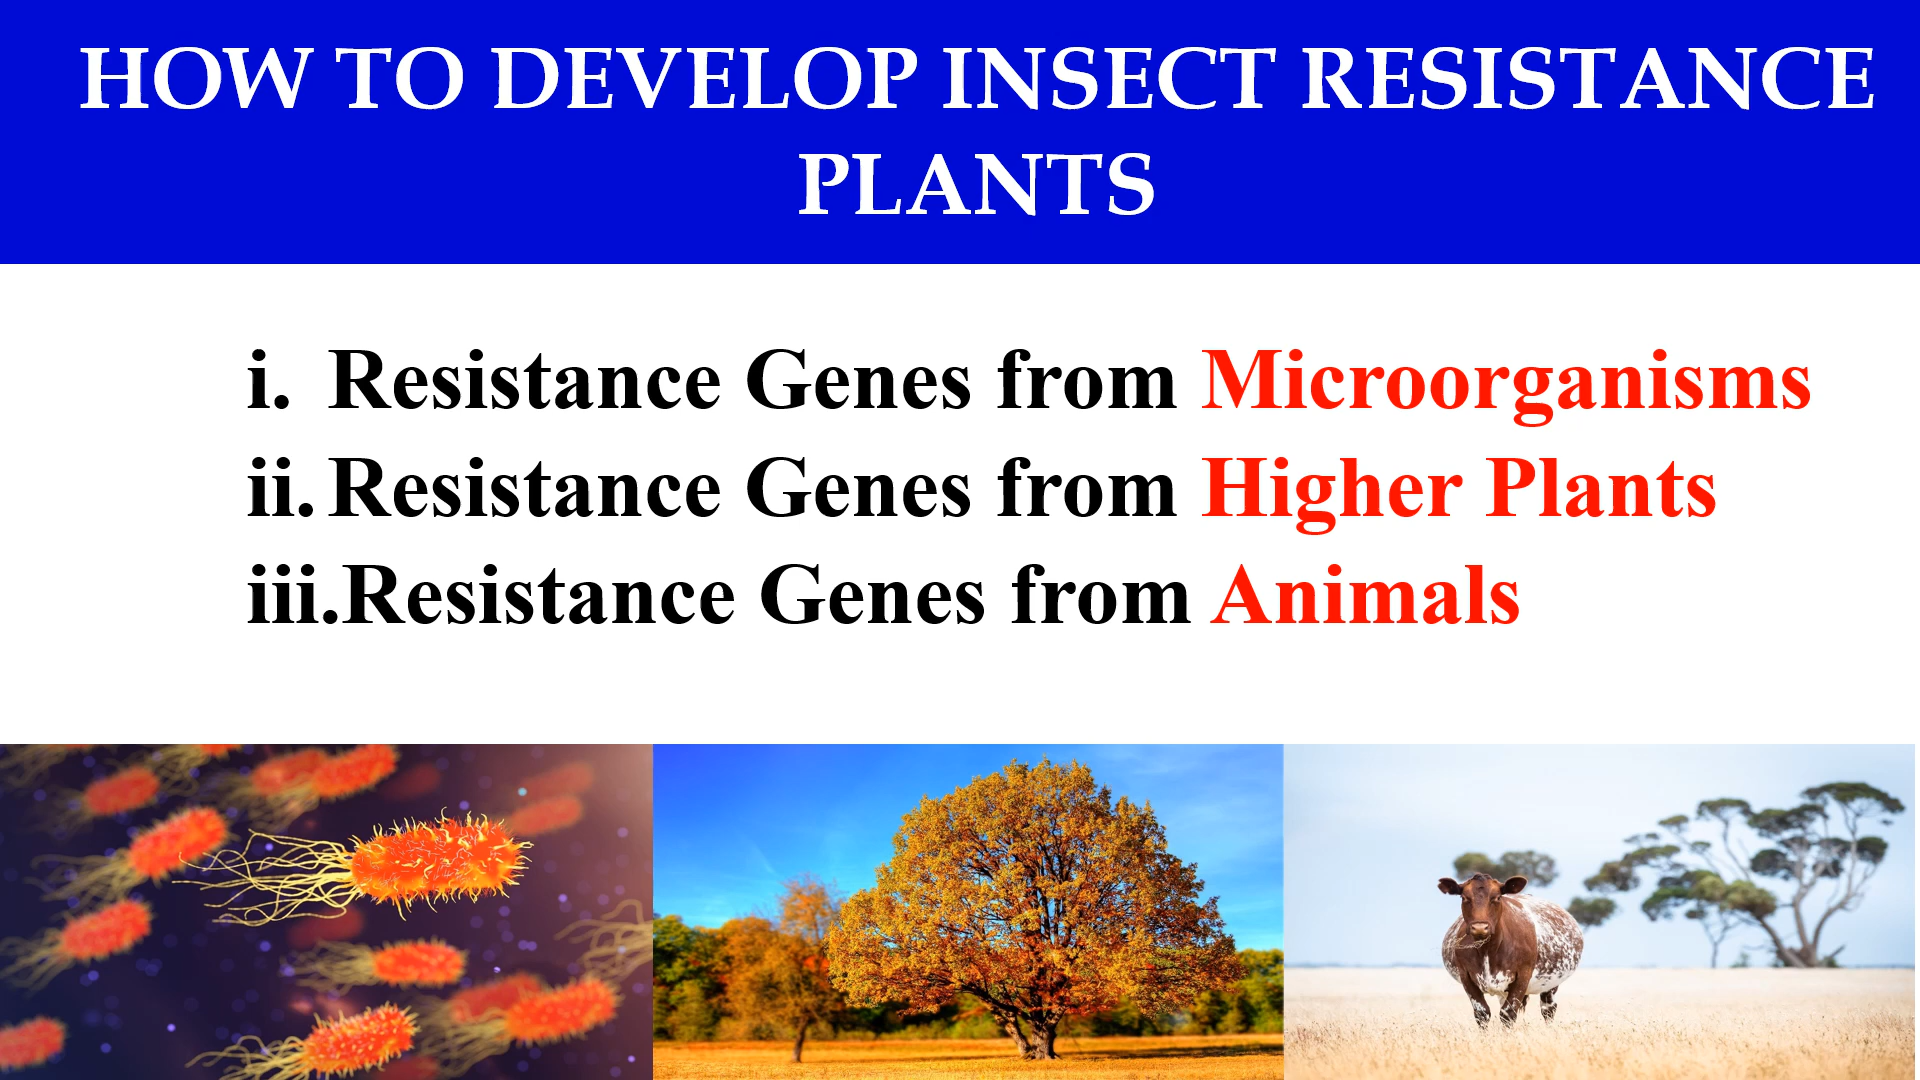 HOW TO DEVELOP INSECT RESISTANCE
PLANTS
i. Resistance Genes from Microorganisms
ii. Resistance Genes from Higher Plants
iii.Resistance Genes from Animals